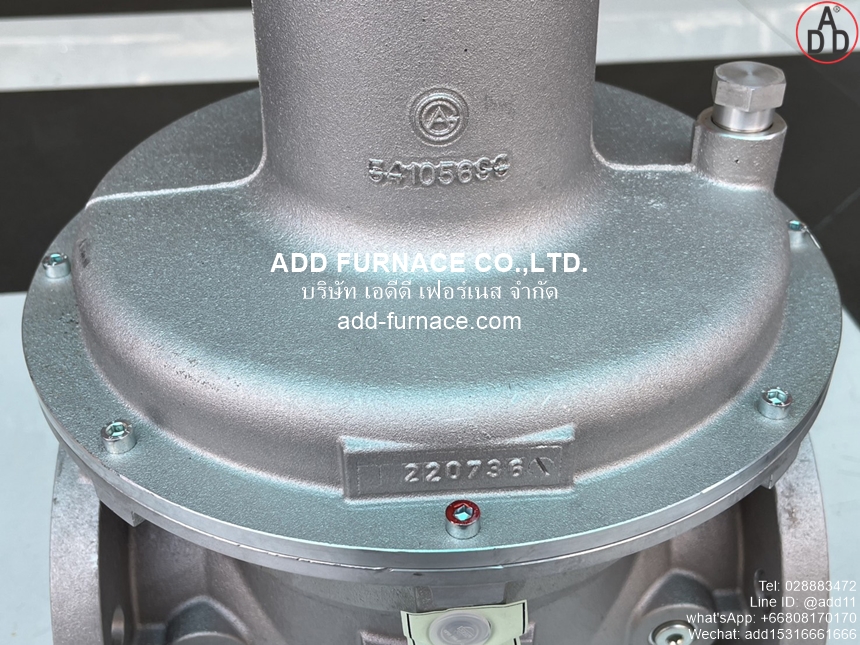 ADD
®
54105696
ADD FURNACE CO.,LTD.
บริษัท เอดีดี เฟอร์เนส จำกัด
add-furnace.com
220736
Tel: 028883472
Line ID: @add11
what'sApp: +66808170170
Wechat: add15316661666